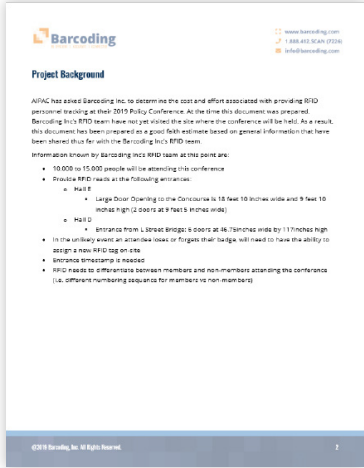 Barcoding
www.barcoding.com
1.888.412.SCAN (7226)
info@barcoding.com
Project Background
AIPAC has asked Barcoding Inc. to determine the cost and effort associated with providing RFID
personnel tracking at their 2019 Policy Conference. At the time this document was prepared,
Barcoding Inc's RFID team have not yet visited the site where the conference will be held. As a result,
this document has been prepared as a good faith estimate based on general information that have
been shared thus far with the Barcoding Inc's RFID team.
Information known by Barcoding Inc's RFID team at this point are:
• 10,000 to 15,000 people will be attending this conference
• Provide RFID reads at the following entrances:
o Hall E
▪ Large Door Opening to the Concourse is 18 feet 10 inches wide and 9 feet 10
inches high (2 doors at 9 feet 5 inches wide)
o Hall D
▪ Entrance from L Street Bridge: 6 doors at 46.75inches wide by 117inches high
• In the unlikely event an attendee loses or forgets their badge, will need to have the ability to
assign a new RFID tag on-site
• Entrance timestamp is needed
• RFID needs to differentiate between members and non-members attending the conference
(i.e. different numbering sequence for members vs non-members)
©2019 Barcoding, Inc. All Rights Reserved.
2